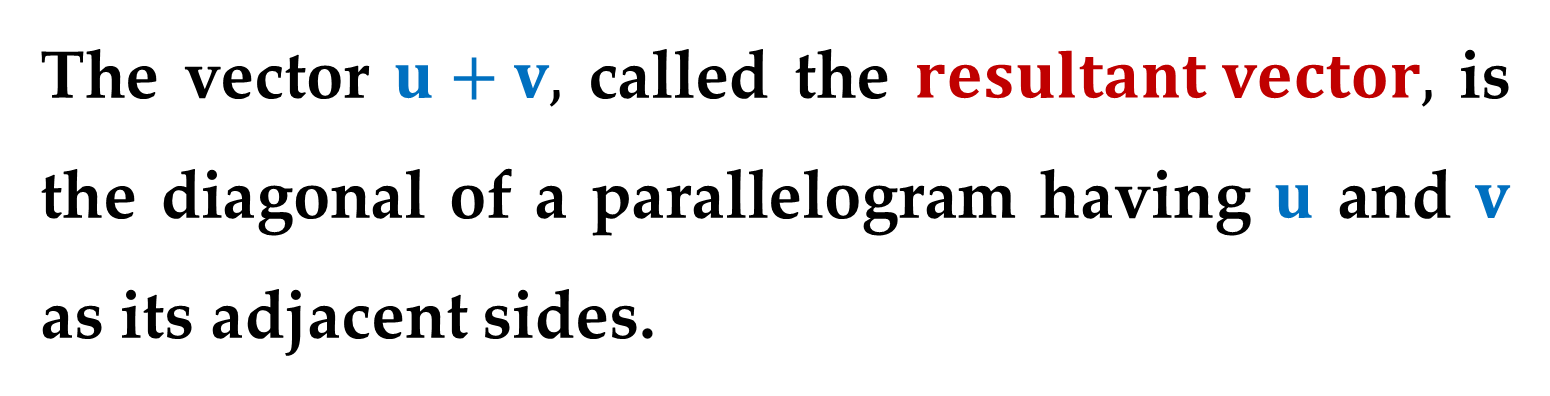 The vector u + v, called the resultant vector, is
the diagonal of a parallelogram having u and v
as its adjacent sides.